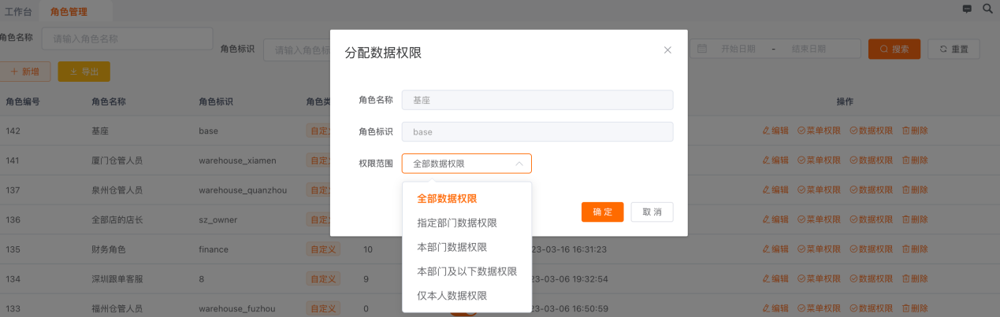 工作台 角色管理
角色名称 请输入角色名称
角色标识 请输入角色标
开始日期 - 结束日期 搜索 重置
+ 新增 导出
角色编号 角色名称 角色标识 角色类 操作
142 基座 base 自定义 编辑 菜单权限 数据权限 删除
141 厦门仓管人员 warehouse_xiamen 自定 编辑 菜单权限 数据权限 删除
137 泉州仓管人员 warehouse_quanzhou 自定 编辑 菜单权限 数据权限 删除
136 全部店的店长 sz_owner 自定 编辑 菜单权限 数据权限 删除
135 财务角色 finance 自定义 10 23-03-16 16:31:23 编辑 菜单权限 数据权限 删除
134 深圳跟单客服 8 自定义 9 23-03-06 19:32:54 编辑 菜单权限 数据权限 删除
133 福州仓管人员 warehouse_fuzhou 自定义 0 23-03-06 16:50:59 编辑 菜单权限 数据权限 删除
分配数据权限
角色名称 基座
角色标识 base
权限范围 全部数据权限
全部数据权限
指定部门数据权限
本部门数据权限
本部门及以下数据权限
仅本人数据权限
确定 取消